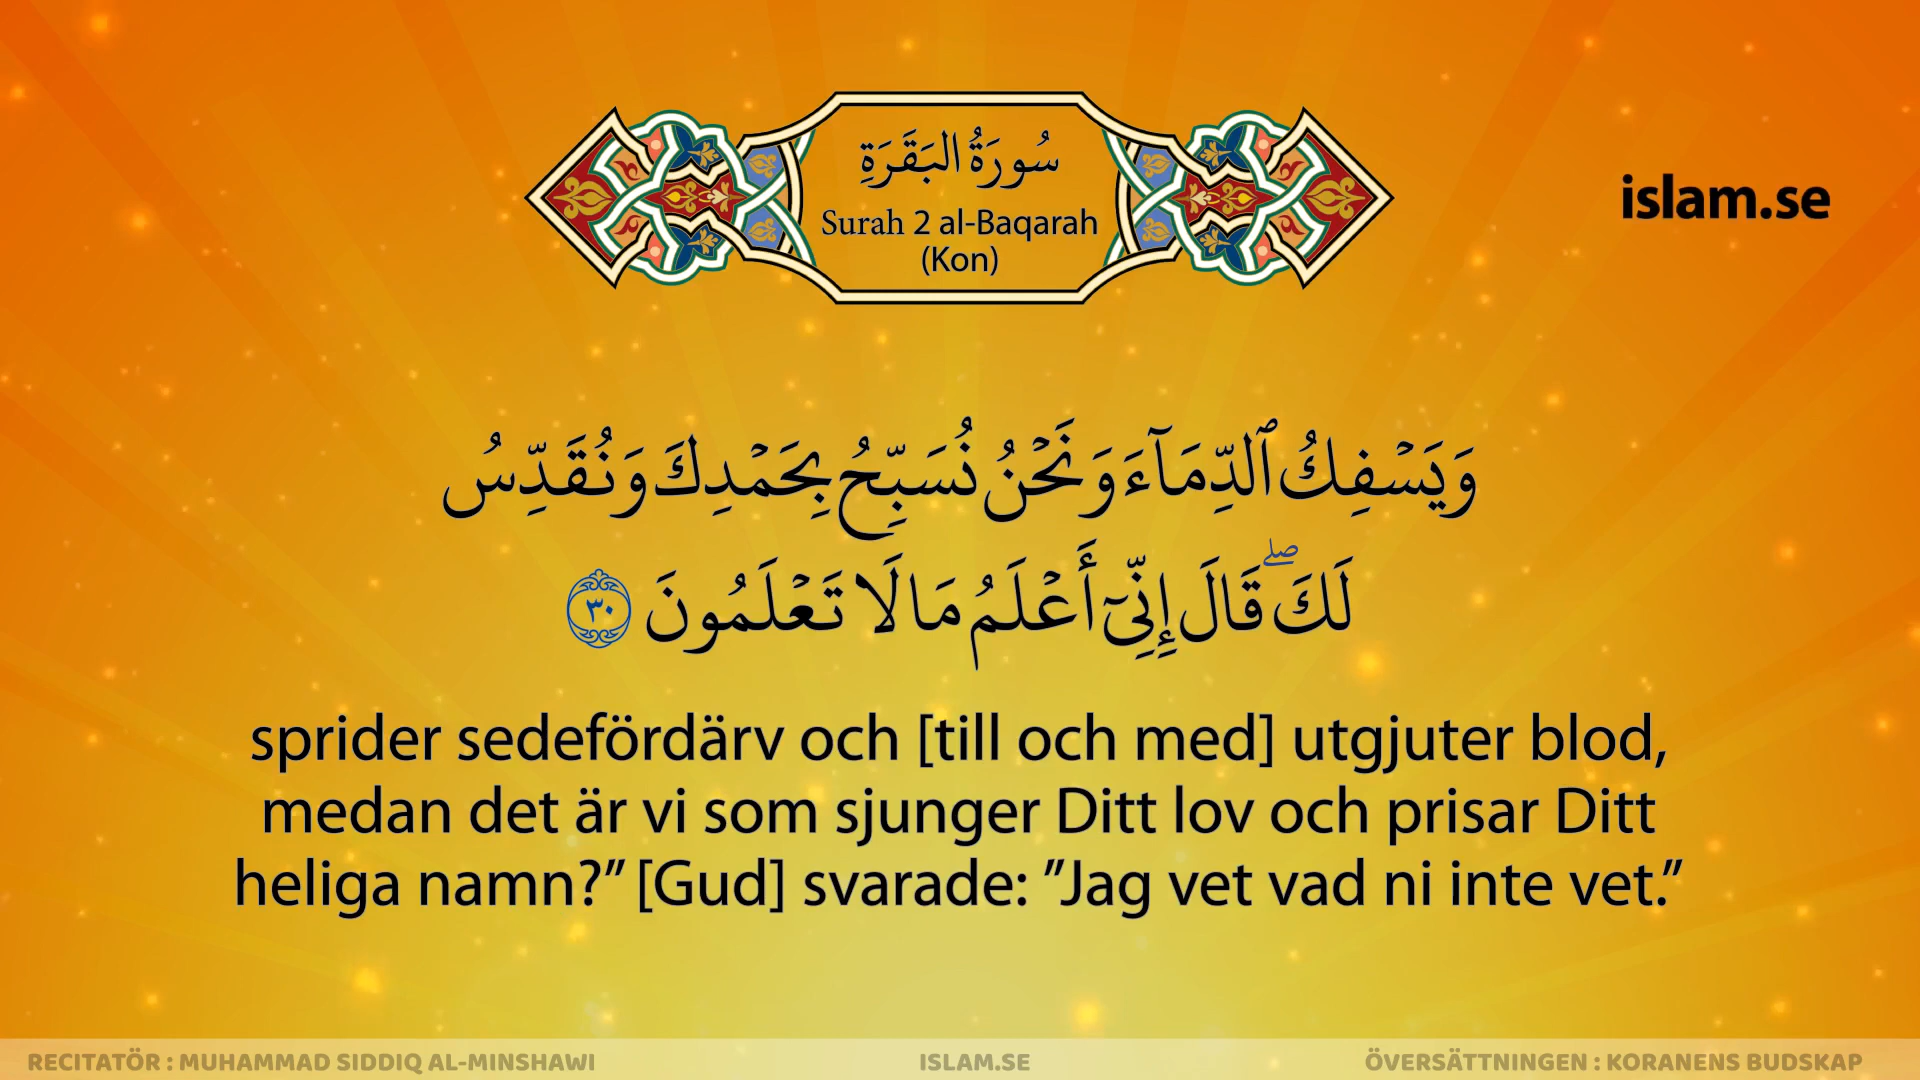 سُورَةُ البَقَرَةِ
Surah 2 al-Baqarah
(Kon)
islam.se
وَيَسْفِكُ ٱلدِّمَآءَ وَنَحْنُ نُسَبِّحُ بِحَمْدِكَ وَنُقَدِّسُ
لَكَ ۖ قَالَ إِنِّىٓ أَعْلَمُ مَا لَا تَعْلَمُونَ ٣٠
sprider sedefördärv och [till och med] utgjuter blod,
medan det är vi som sjunger Ditt lov och prisar Ditt
heliga namn?” [Gud] svarade: ”Jag vet vad ni inte vet.”
RECITATÖR : MUHAMMAD SIDDIQ AL-MINSHAWI
ISLAM.SE
ÖVERSÄTTNINGEN : KORANENS BUDSKAP